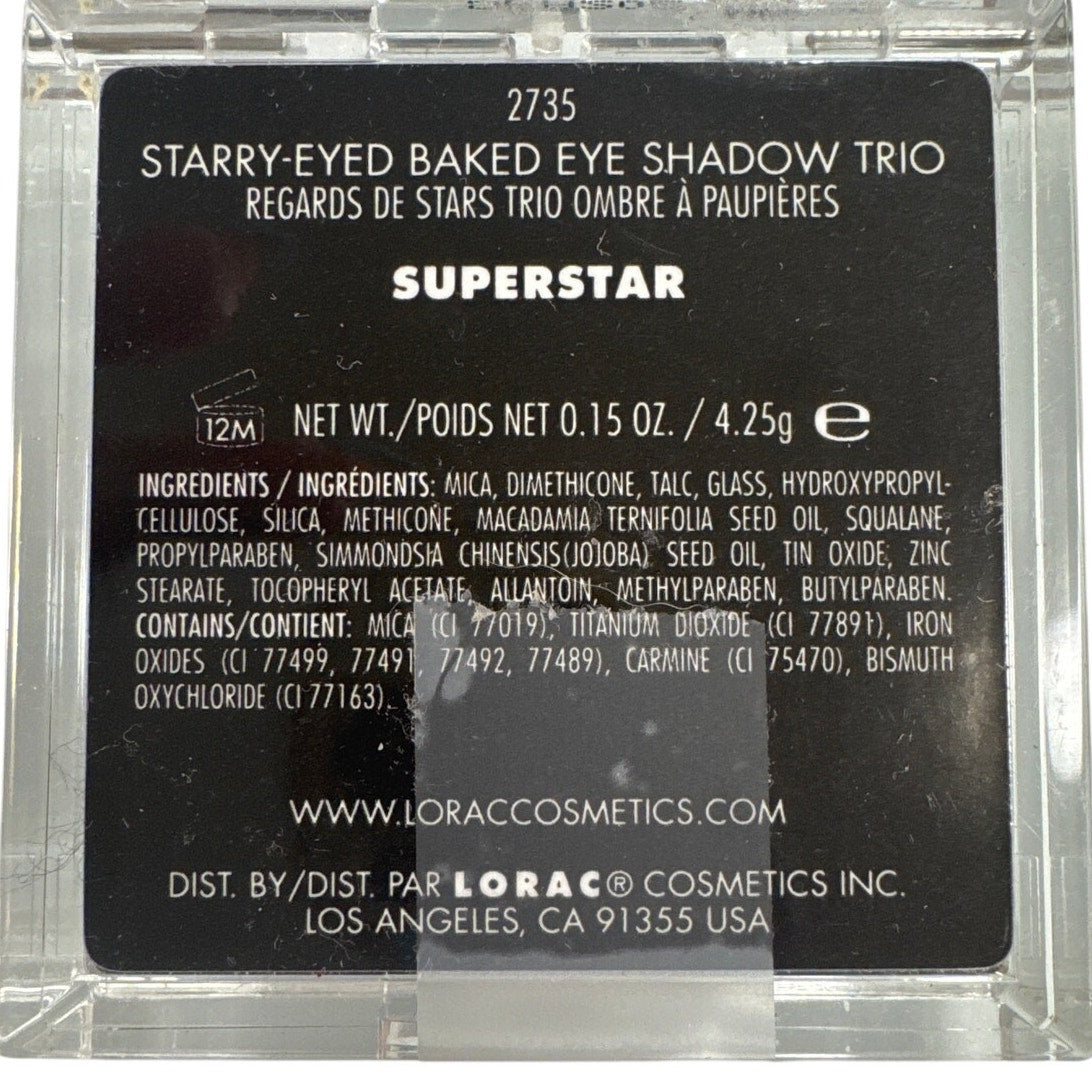 2735
STARRY-EYED BAKED EYE SHADOW TRIO
REGARDS DE STARS TRIO OMBRE À PAUPIÈRES
SUPERSTAR
12M NET WT./POIDS NET 0.15 OZ. / 4.25g e
INGREDIENTS / INGRÉDIENTS: MICA, DIMETHICONE, TALC, GLASS, HYDROXYPROPYL-
CELLULOSE, SILICA, METHICONE, MACADAMIA TERNIFOLIA SEED OIL, SQUALANE,
PROPYLPARABEN, SIMMONDSIA CHINENSIS(JOJOBA) SEED OIL, TIN OXIDE, ZINC
STEARATE, TOCOPHERYL ACETATE, ALLANTOIN, METHYLPARABEN, BUTYLPARABEN.
CONTAINS/CONTIENT: MICA (CI 77019), TITANIUM DIOXIDE (CI 77891), IRON
OXIDES (CI 77499, 77491, 77492, 77489), CARMINE (CI 75470), BISMUTH
OXYCHLORIDE (CI 77163).
WWW.LORACCOSMETICS.COM
DIST. BY/DIST. PAR LORAC® COSMETICS INC.
LOS ANGELES, CA 91355 USA